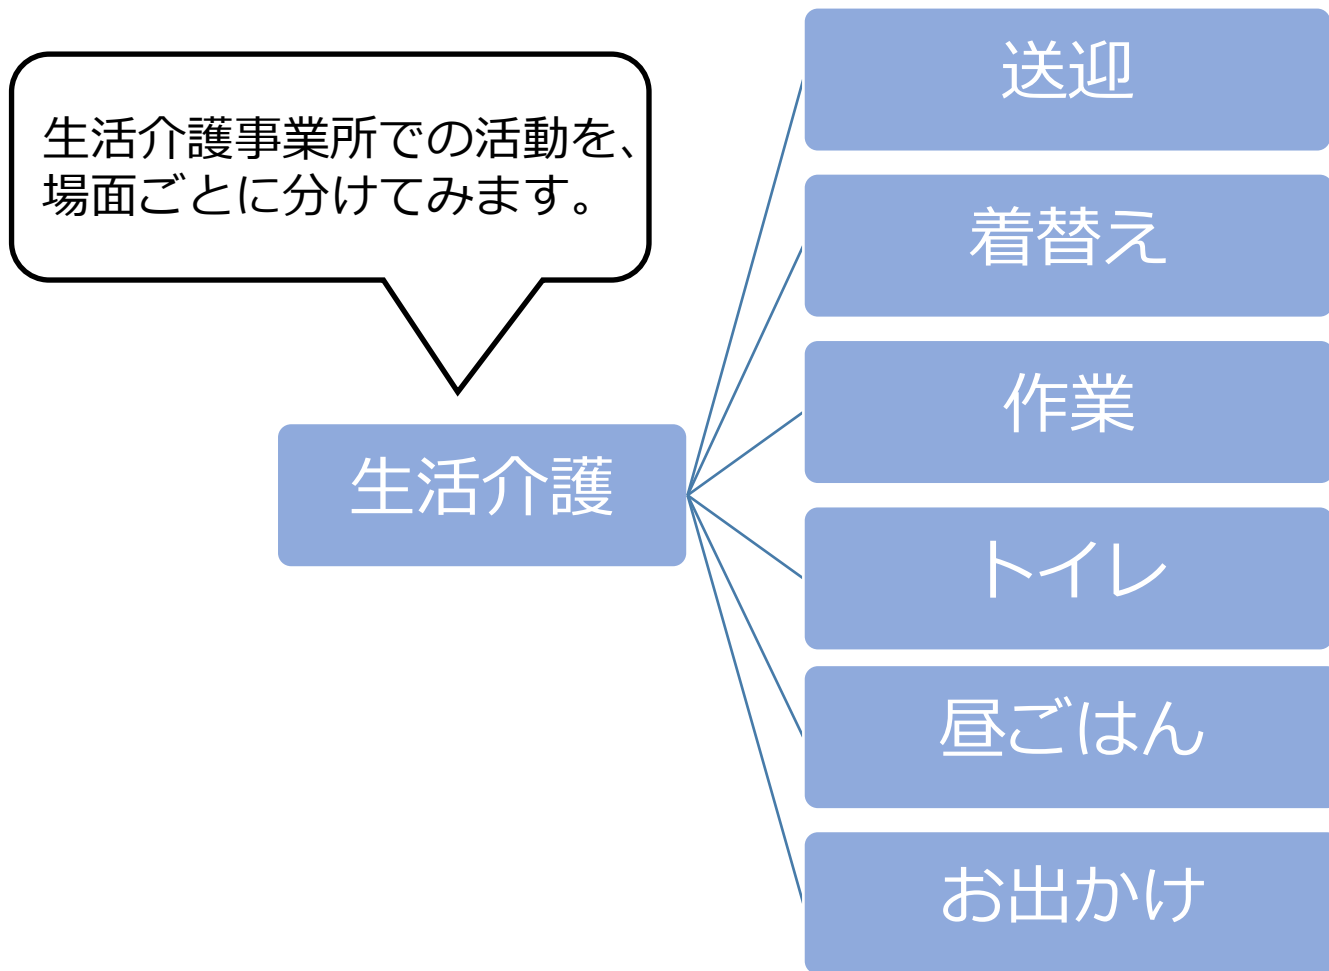 生活介護事業所での活動を、
場面ごとに分けてみます。
生活介護
送迎
着替え
作業
トイレ
昼ごはん
お出かけ